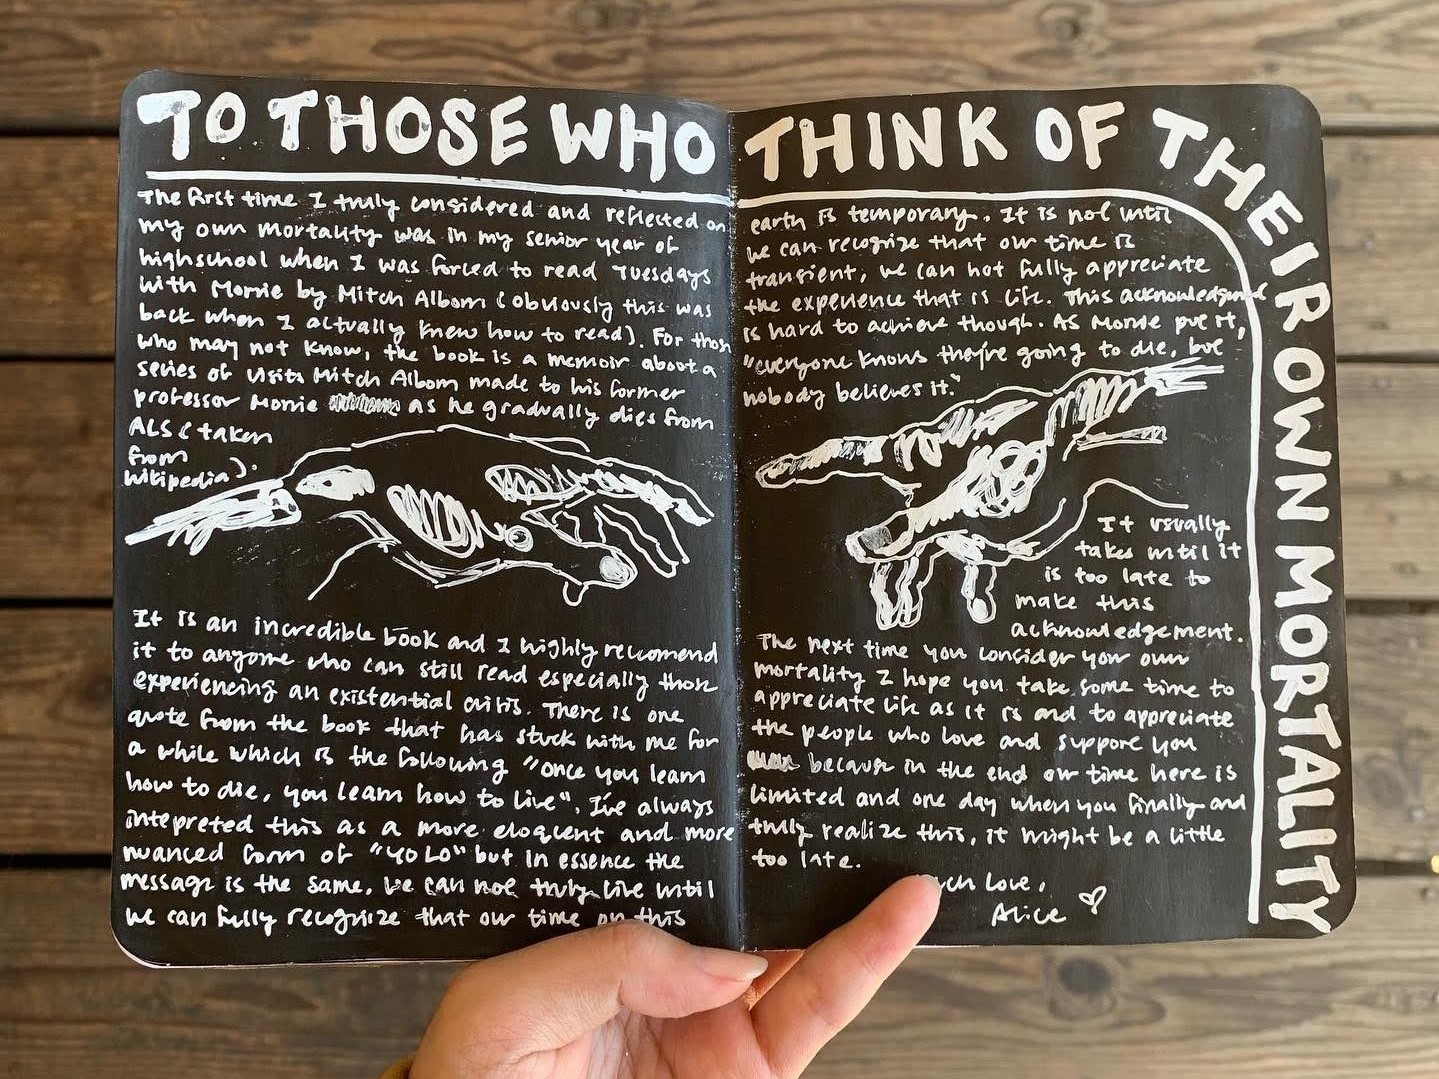 TO THOSE WHO THINK OF THEIR OWN MORTALITY
The first time I truly considered and reflected on
my own mortality was in my senior year of
highschool when I was forced to read Tuesdays
with Morrie by Mitch Albom (obviously this was
back when I actually knew how to read). For those
who may not know, the book is a memoir about a
series of visits Mitch Albom made to his former
professor Morrie as he gradually dies from
ALS (taken
from
Wikipedia).
It is an incredible book and I highly reccomend
it to anyone who can still read especially those
experiencing an existential crisis. There is one
quote from the book that has stuck with me for
a while which is the following "once you learn
how to die, you learn how to live". I've always
intepreted this as a more eloquent and more
nuanced form of "YOLO" but in essence the
message is the same. We can not truly live until
we can fully recognize that our time on this
earth is temporary. It is not until
we can recognize that our time is
transient, we can not fully appreciate
the experience that is life. This acknowledgment
is hard to achieve though. As Morrie put it,
"everyone knows they're going to die, but
nobody believes it."
It usually
takes until it
is too late to
make this
acknowledgement.
The next time you consider your own
mortality I hope you take some time to
appreciate life as it is and to appreciate
the people who love and support you
because in the end our time here is
limited and one day when you finally and
truly realize this, it might be a little
too late.
Love,
Alice